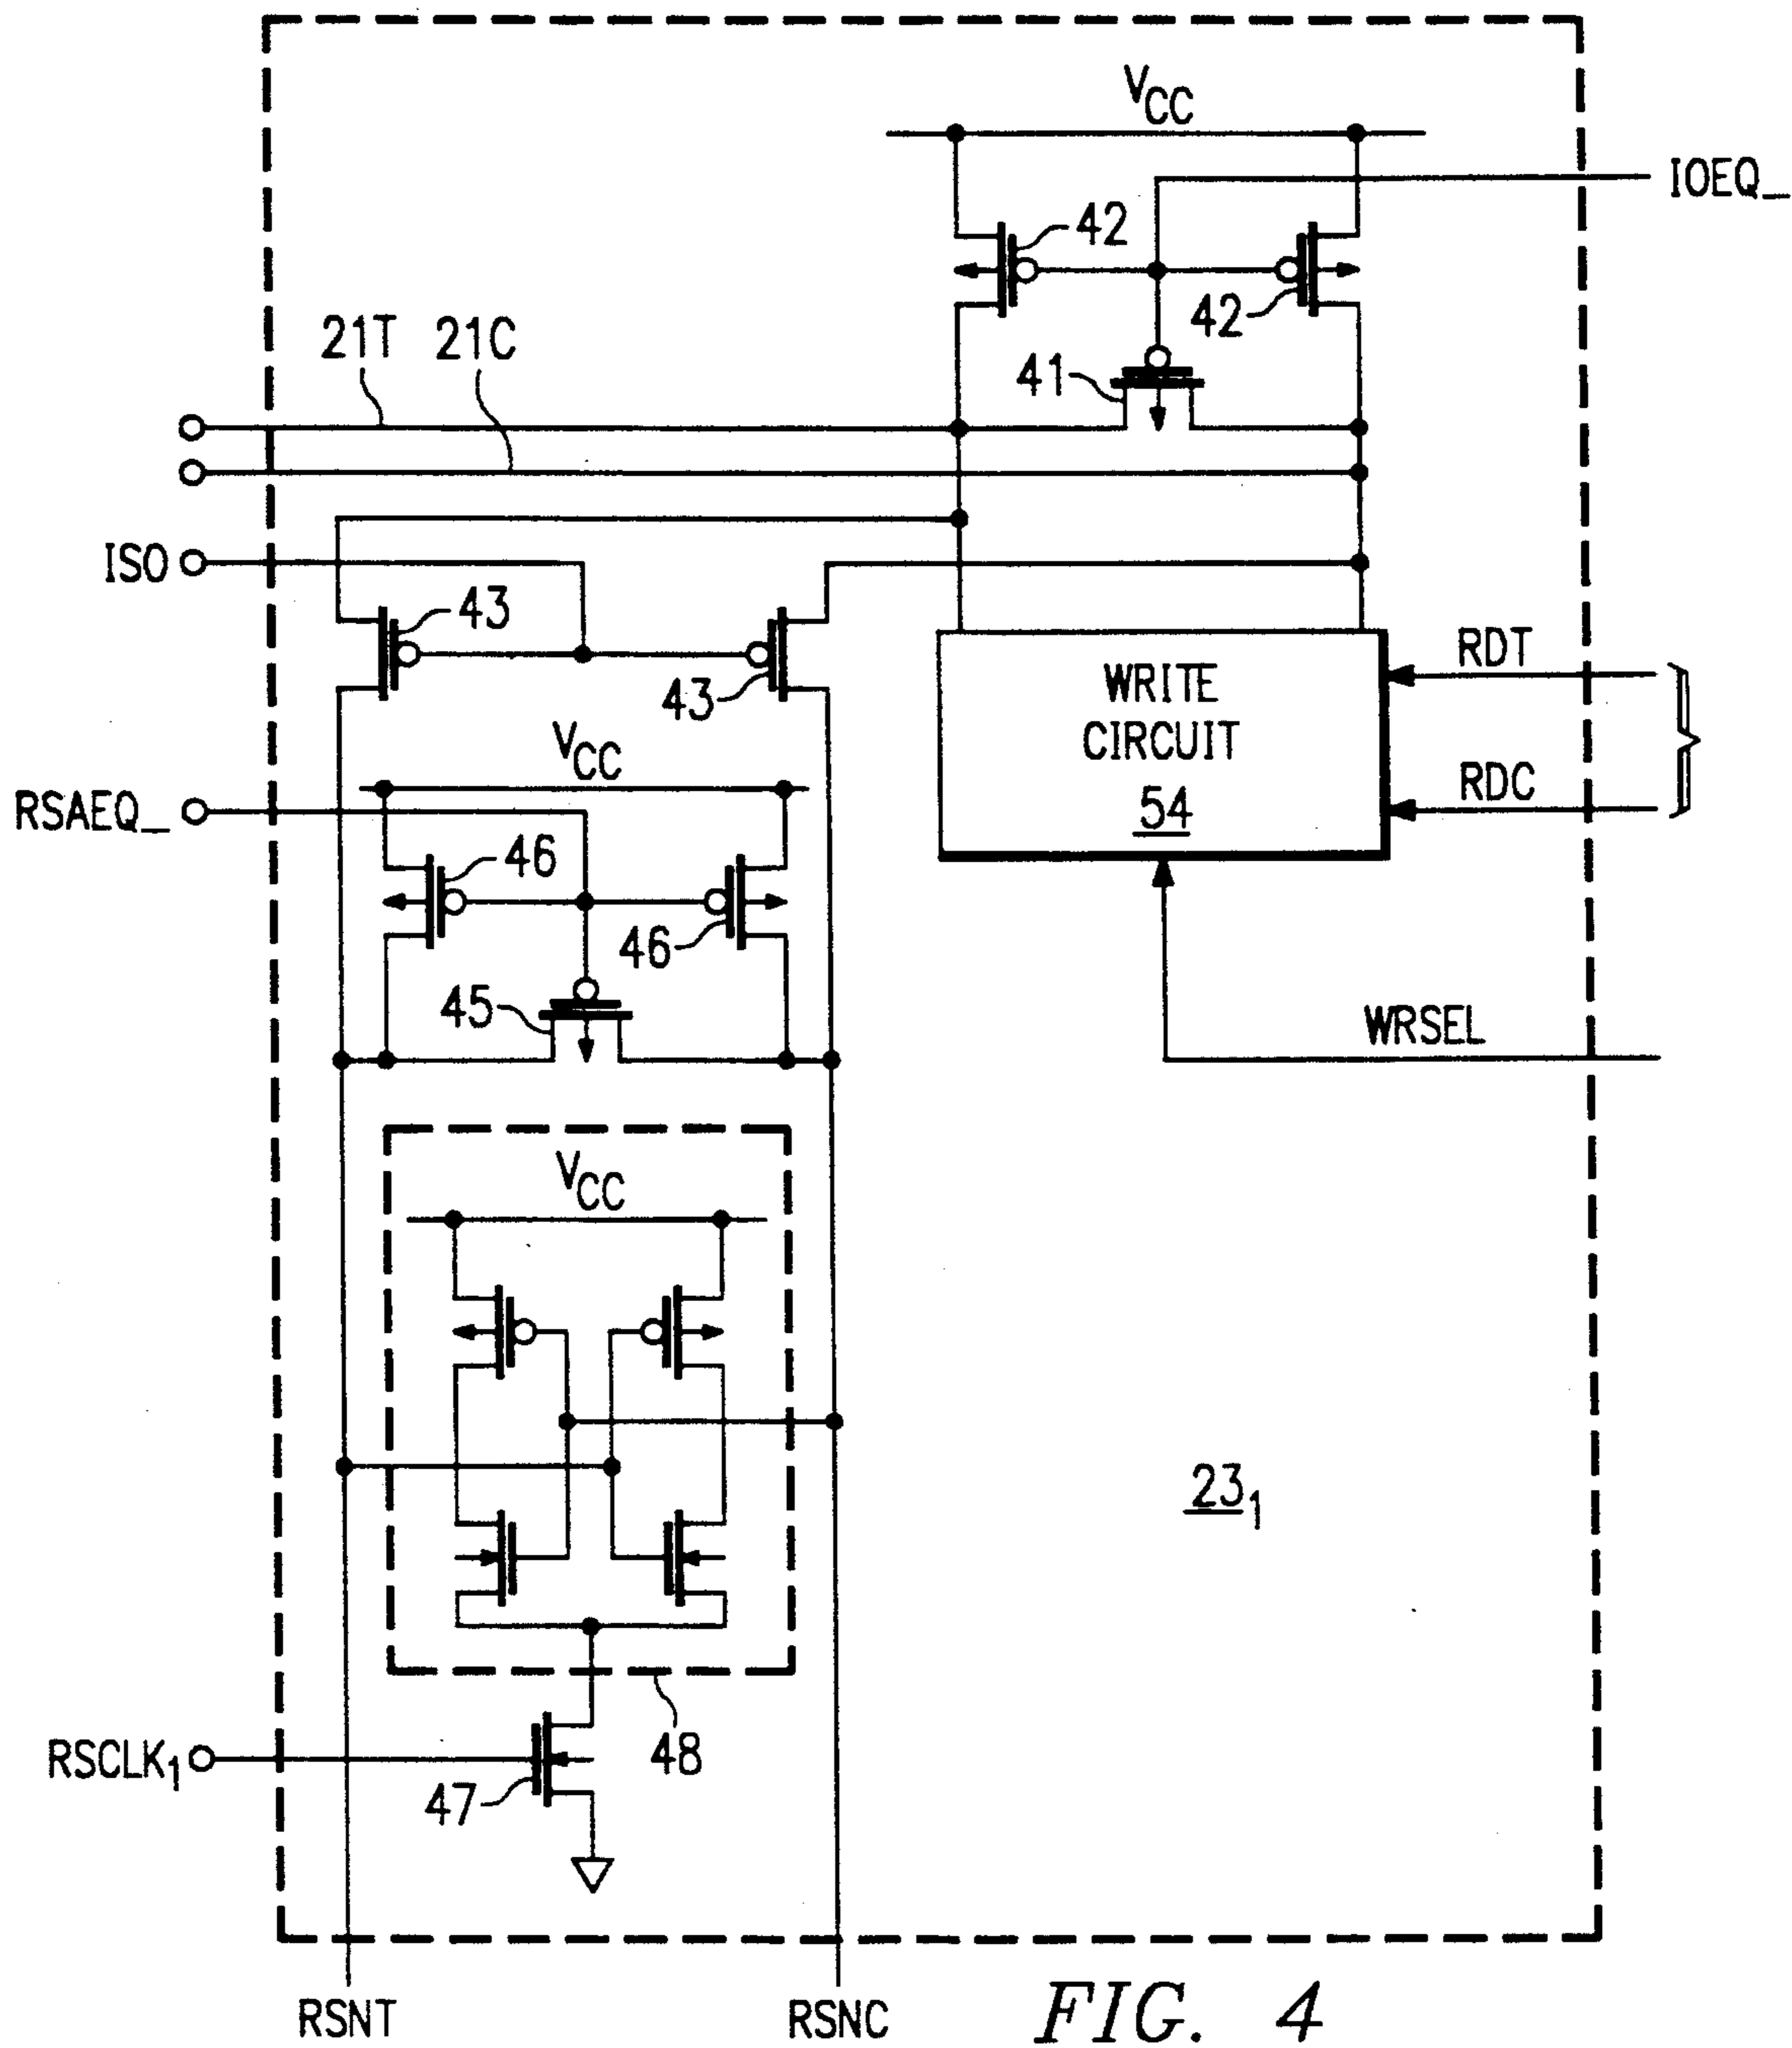 VCC
IOEQ_
42
42
21T
21C
41
ISO
43
43
RDT
WRITE
CIRCUIT
54
RDC
VCC
RSAEQ_
46
46
45
WRSEL
VCC
23₁
48
RSCLK₁
47
RSNT
RSNC
FIG. 4